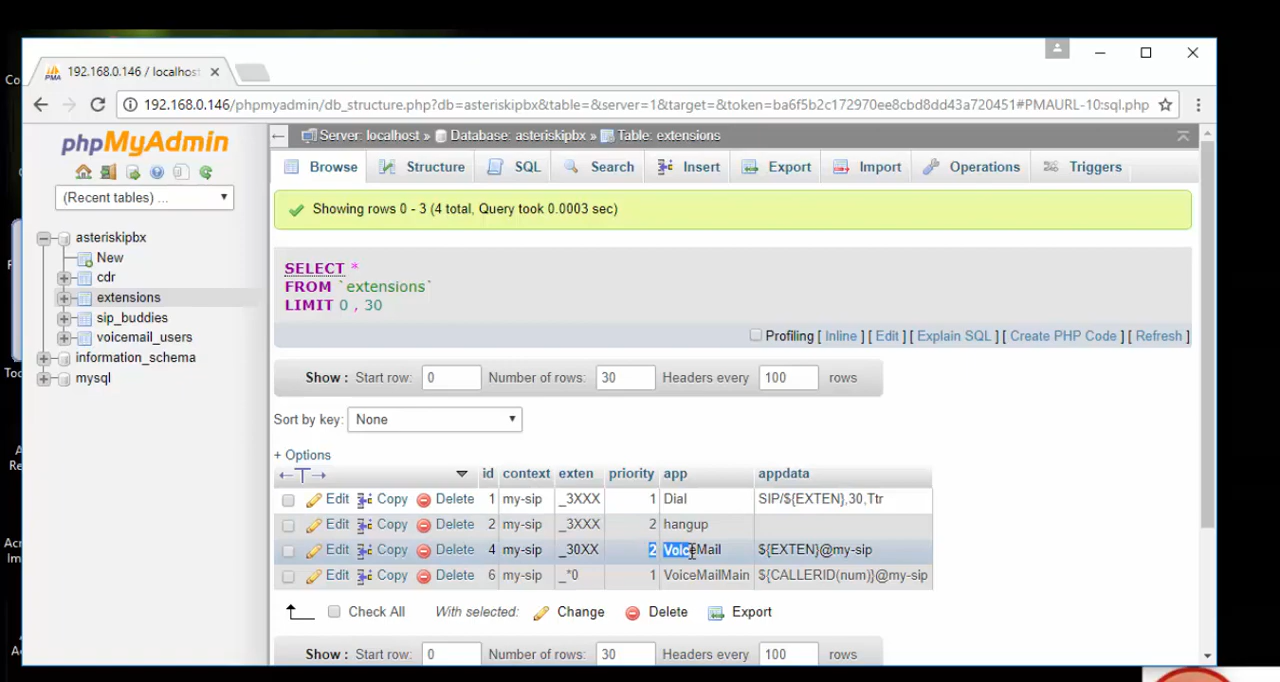 192.168.0.146 / localhos
192.168.0.146/phpmyadmin/db_structure.php?db=asteriskipbx&table=&server=1&target=&token=ba6f5b2c172970ee8cbd8dd43a720451#PMAURL-10:sql.php
phpMyAdmin
(Recent tables) ...
asteriskipbx
New
cdr
extensions
sip_buddies
voicemail_users
information_schema
mysql
Server: localhost » Database: asteriskipbx » Table: extensions
Browse Structure SQL Search Insert Export Import Operations Triggers
Showing rows 0 - 3 (4 total, Query took 0.0003 sec)
SELECT *
FROM `extensions`
LIMIT 0 , 30
Profiling [ Inline ] [ Edit ] [ Explain SQL ] [ Create PHP Code ] [ Refresh ]
Show : Start row: 0 Number of rows: 30 Headers every 100 rows
Sort by key: None
+ Options
id context exten priority app appdata
Edit Copy Delete 1 my-sip _3XXX 1 Dial SIP/${EXTEN},30,Ttr
Edit Copy Delete 2 my-sip _3XXX 2 hangup
Edit Copy Delete 4 my-sip _30XX 2 VoiceMail ${EXTEN}@my-sip
Edit Copy Delete 6 my-sip _*0 1 VoiceMailMain ${CALLERID(num)}@my-sip
Check All With selected: Change Delete Export
Show : Start row: 0 Number of rows: 30 Headers every 100 rows